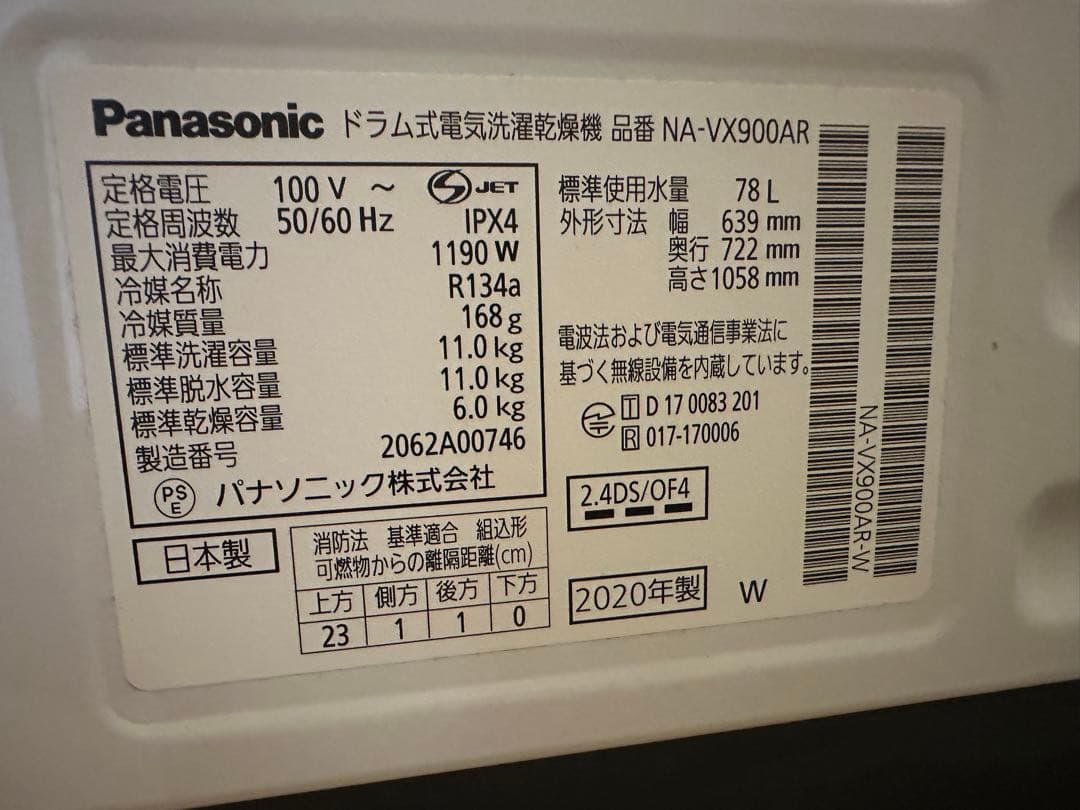 Panasonic ドラム式電気洗濯乾燥機 品番 NA-VX900AR
定格電圧 100 V ～ S JET
定格周波数 50/60 Hz IPX4
最大消費電力 1190 W
冷媒名称 R134a
冷媒質量 168 g
標準洗濯容量 11.0 kg
標準脱水容量 11.0 kg
標準乾燥容量 6.0 kg
製造番号 2062A00746
PS E パナソニック株式会社
標準使用水量 78 L
外形寸法 幅 639 mm
奥行 722 mm
高さ 1058 mm
電波法および電気通信事業法に
基づく無線設備を内蔵しています。
T D 17 0083 201
R 017-170006
2.4DS/OF4
日本製
消防法 基準適合 組込形
可燃物からの離隔距離(cm)
上方 側方 後方 下方
23 1 1 0
2020年製 W
NA-VX900AR-W